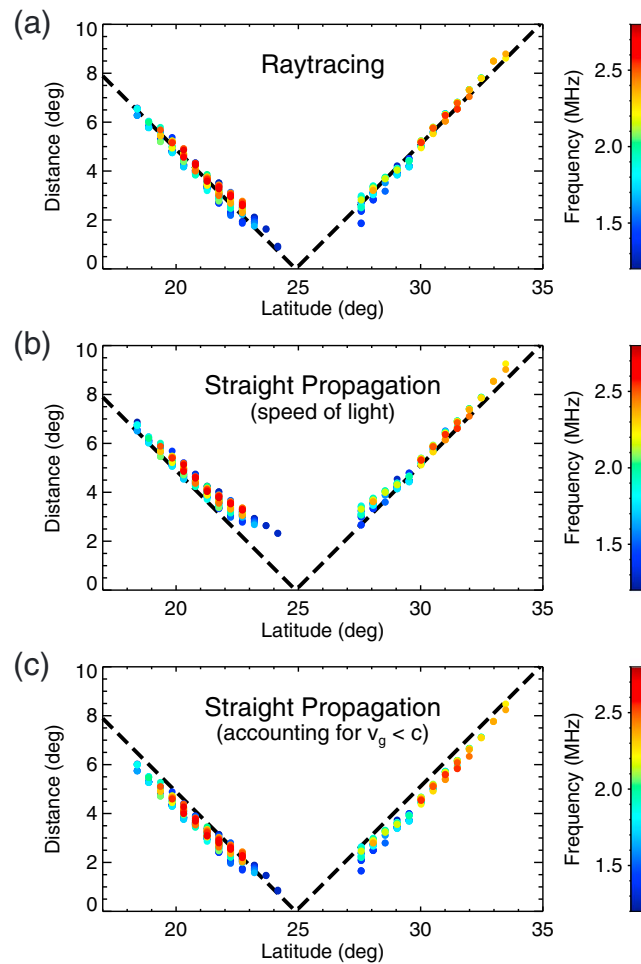 (a)
Raytracing
10
8
6
4
2
0
Distance (deg)
20 25 30 35
Latitude (deg)
2.5
2.0
1.5
Frequency (MHz)
(b)
Straight Propagation
(speed of light)
10
8
6
4
2
0
Distance (deg)
20 25 30 35
Latitude (deg)
2.5
2.0
1.5
Frequency (MHz)
(c)
Straight Propagation
(accounting for v_g < c)
10
8
6
4
2
0
Distance (deg)
20 25 30 35
Latitude (deg)
2.5
2.0
1.5
Frequency (MHz)